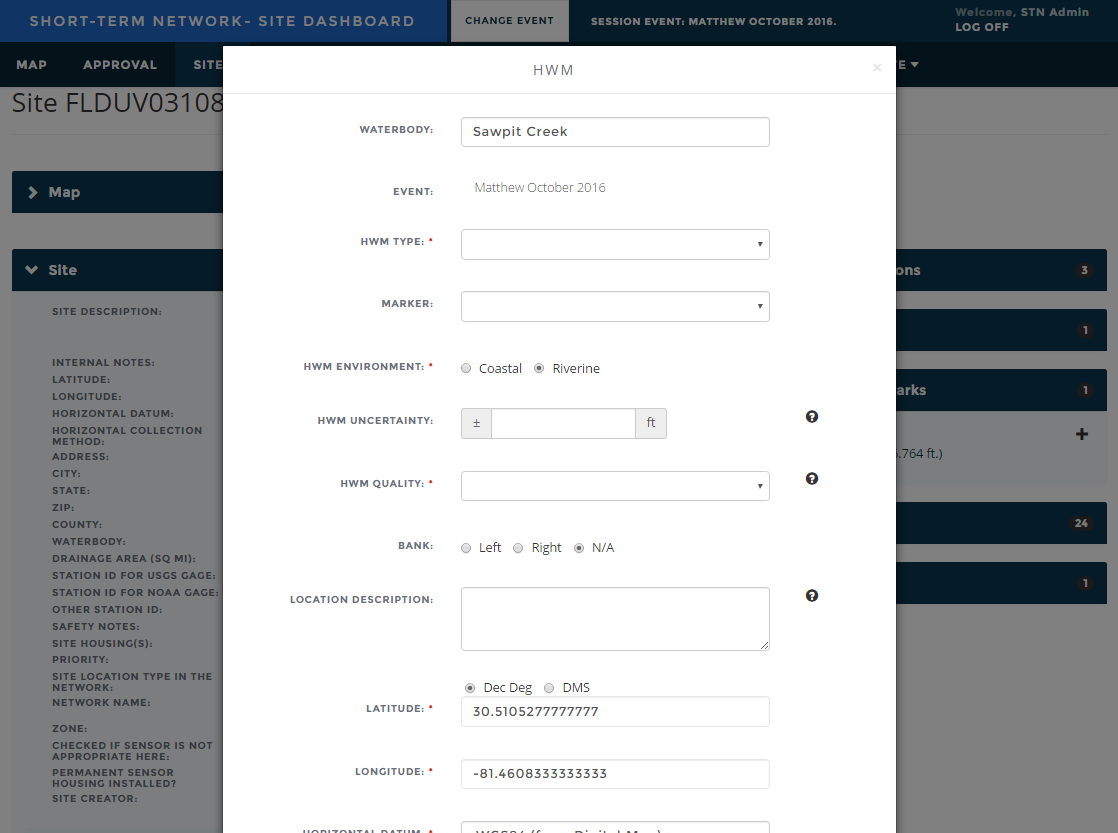 SHORT-TERM NETWORK- SITE DASHBOARD
CHANGE EVENT
SESSION EVENT: MATTHEW OCTOBER 2016.
Welcome, STN Admin
LOG OFF
MAP
APPROVAL
SITE
E
Site FLDUV03108
Map
Site
SITE DESCRIPTION:
INTERNAL NOTES:
LATITUDE:
LONGITUDE:
HORIZONTAL DATUM:
HORIZONTAL COLLECTION
METHOD:
ADDRESS:
CITY:
STATE:
ZIP:
COUNTY:
WATERBODY:
DRAINAGE AREA (SQ MI):
STATION ID FOR USGS GAGE:
STATION ID FOR NOAA GAGE:
OTHER STATION ID:
SAFETY NOTES:
SITE HOUSING(S):
PRIORITY:
SITE LOCATION TYPE IN THE
NETWORK:
NETWORK NAME:
ZONE:
CHECKED IF SENSOR IS NOT
APPROPRIATE HERE:
PERMANENT SENSOR
HOUSING INSTALLED?
SITE CREATOR:
HWM
×
WATERBODY:
Sawpit Creek
EVENT:
Matthew October 2016
HWM TYPE: *
MARKER:
HWM ENVIRONMENT: *
Coastal Riverine
HWM UNCERTAINTY:
± ft
?
HWM QUALITY: *
?
BANK:
Left Right N/A
LOCATION DESCRIPTION:
?
Dec Deg DMS
LATITUDE: *
30.5105277777777
LONGITUDE: *
-81.4608333333333
HORIZONTAL DATUM: *
WGS84 (from Digital Map)
ons 3
1
arks 1
+
.764 ft.)
24
1